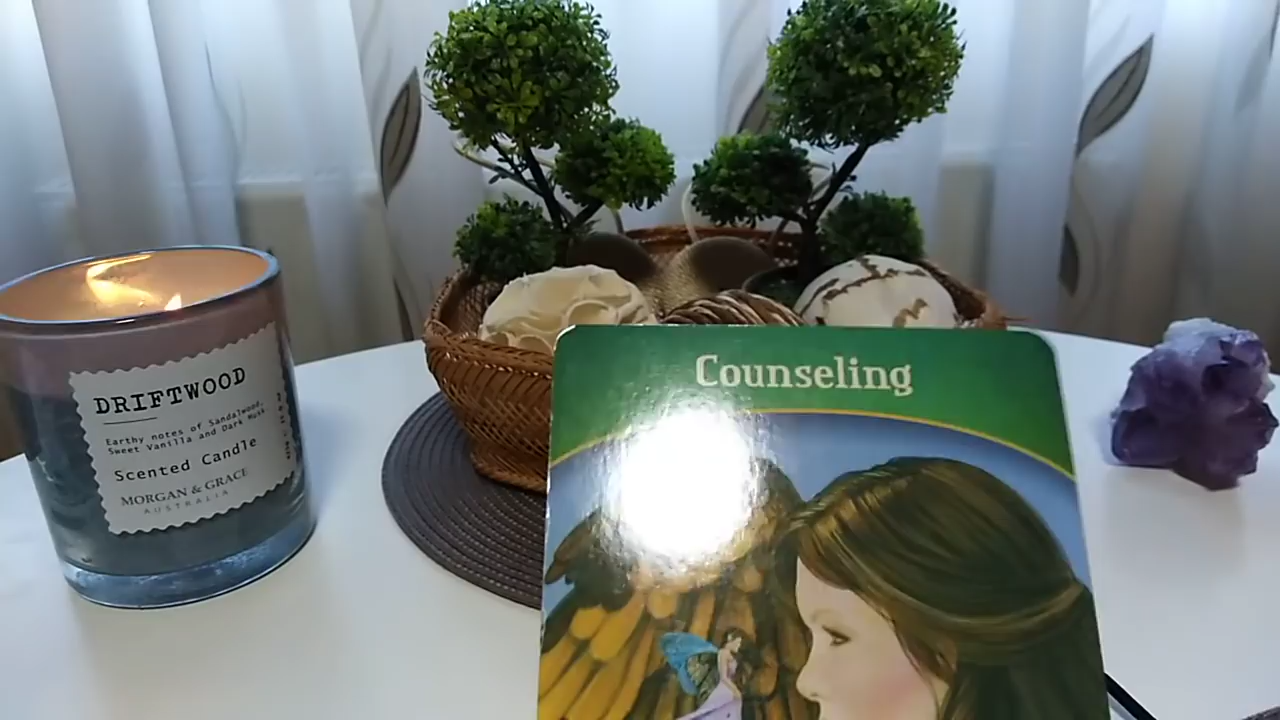 DRIFTWOOD
Earthy notes of Sandalwood,
Sweet Vanilla and Dark Musk.
Scented Candle
MORGAN & GRACE
AUSTRALIA
Counseling